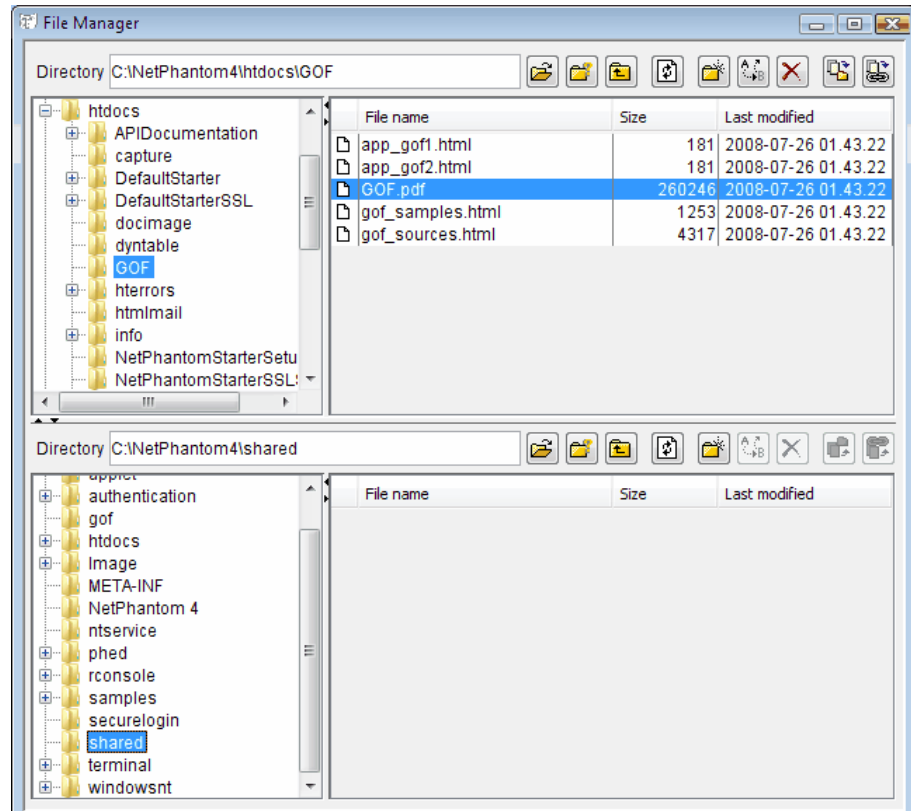 File Manager
Directory C:\NetPhantom4\htdocs\GOF
htdocs
APIDocumentation
capture
DefaultStarter
DefaultStarterSSL
docimage
dyntable
GOF
hterrors
htmlmail
info
NetPhantomStarterSetu
NetPhantomStarterSSL
File name Size Last modified
app_gof1.html 181 2008-07-26 01.43.22
app_gof2.html 181 2008-07-26 01.43.22
GOF.pdf 260246 2008-07-26 01.43.22
gof_samples.html 1253 2008-07-26 01.43.22
gof_sources.html 4317 2008-07-26 01.43.22
Directory C:\NetPhantom4\shared
applet
authentication
gof
htdocs
Image
META-INF
NetPhantom 4
ntservice
phed
rconsole
samples
securelogin
shared
terminal
windowsnt
File name Size Last modified